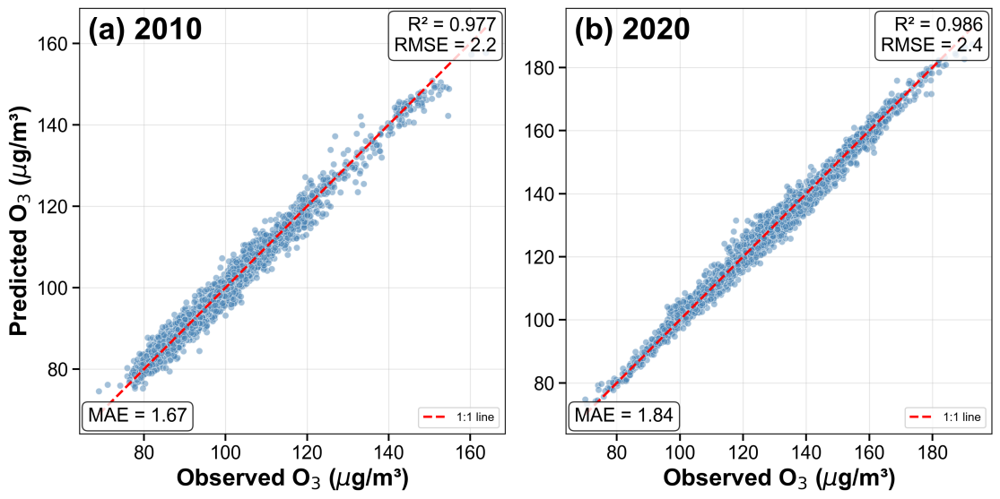 (a) 2010
R² = 0.977
RMSE = 2.2
160
140
120
100
80
Predicted O₃ (μg/m³)
MAE = 1.67
1:1 line
80 100 120 140 160
Observed O₃ (μg/m³)
(b) 2020
R² = 0.986
RMSE = 2.4
180
160
140
120
100
80
MAE = 1.84
1:1 line
80 100 120 140 160 180
Observed O₃ (μg/m³)